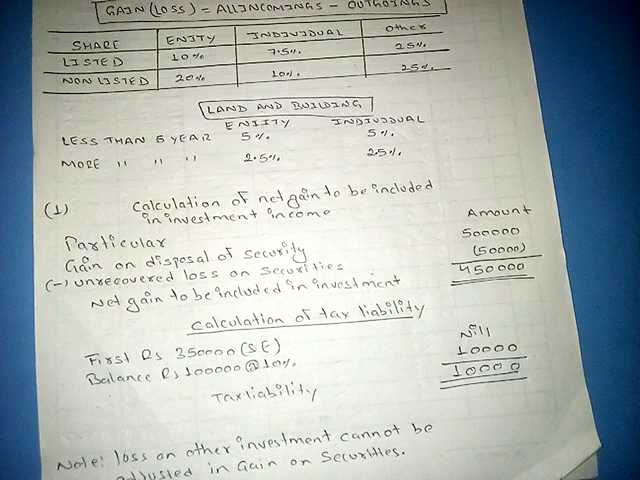 GAIN (LOSS) = ALL INCOMINGS - OUTGOINGS
SHARE ENTITY INDIVIDUAL other
LISTED 10% 7.5% 25%
NON LISTED 20% 10% 25%
LAND AND BUILDING
ENTITY INDIVIDUAL
LESS THAN 5 YEAR 5% 5%
MORE " " " 2.5% 2.5%
(1) Calculation of net gain to be included
in investment income
Particular Amount
Gain on disposal of security 500000
(-) unrecovered loss on securities (50000)
Net gain to be included in investment 450000
Calculation of tax liability
First Rs 350000 (S.E) Nill
Balance Rs 100000 @ 10% 10000
Tax liability 10000
Note: loss on other investment cannot be
adjusted in Gain on Securities.